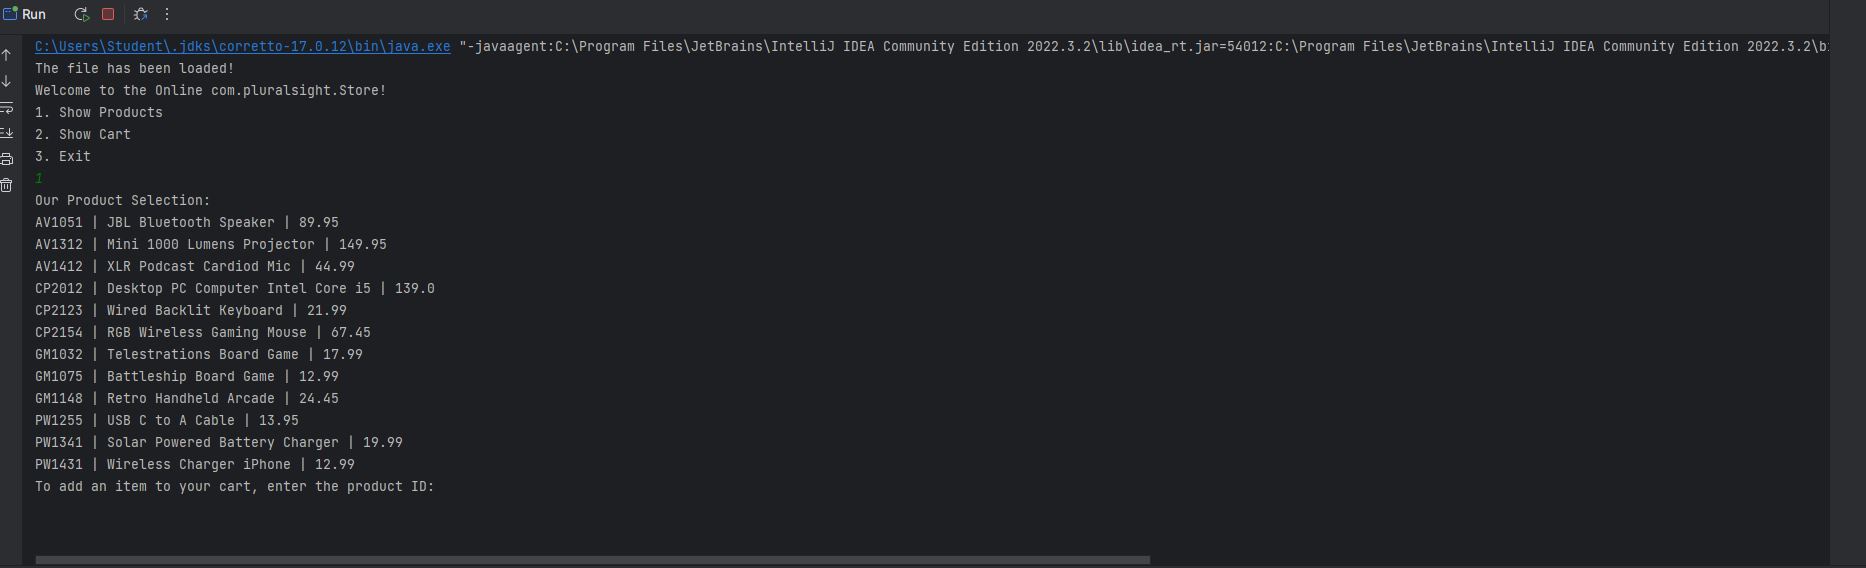 Run
C:\Users\Student\.jdks\corretto-17.0.12\bin\java.exe "-javaagent:C:\Program Files\JetBrains\IntelliJ IDEA Community Edition 2022.3.2\lib\idea_rt.jar=54012:C:\Program Files\JetBrains\IntelliJ IDEA Community Edition 2022.3.2\bi
The file has been loaded!
Welcome to the Online com.pluralsight.Store!
1. Show Products
2. Show Cart
3. Exit
1
Our Product Selection:
AV1051 | JBL Bluetooth Speaker | 89.95
AV1312 | Mini 1000 Lumens Projector | 149.95
AV1412 | XLR Podcast Cardiod Mic | 44.99
CP2012 | Desktop PC Computer Intel Core i5 | 139.0
CP2123 | Wired Backlit Keyboard | 21.99
CP2154 | RGB Wireless Gaming Mouse | 67.45
GM1032 | Telestrations Board Game | 17.99
GM1075 | Battleship Board Game | 12.99
GM1148 | Retro Handheld Arcade | 24.45
PW1255 | USB C to A Cable | 13.95
PW1341 | Solar Powered Battery Charger | 19.99
PW1431 | Wireless Charger iPhone | 12.99
To add an item to your cart, enter the product ID: